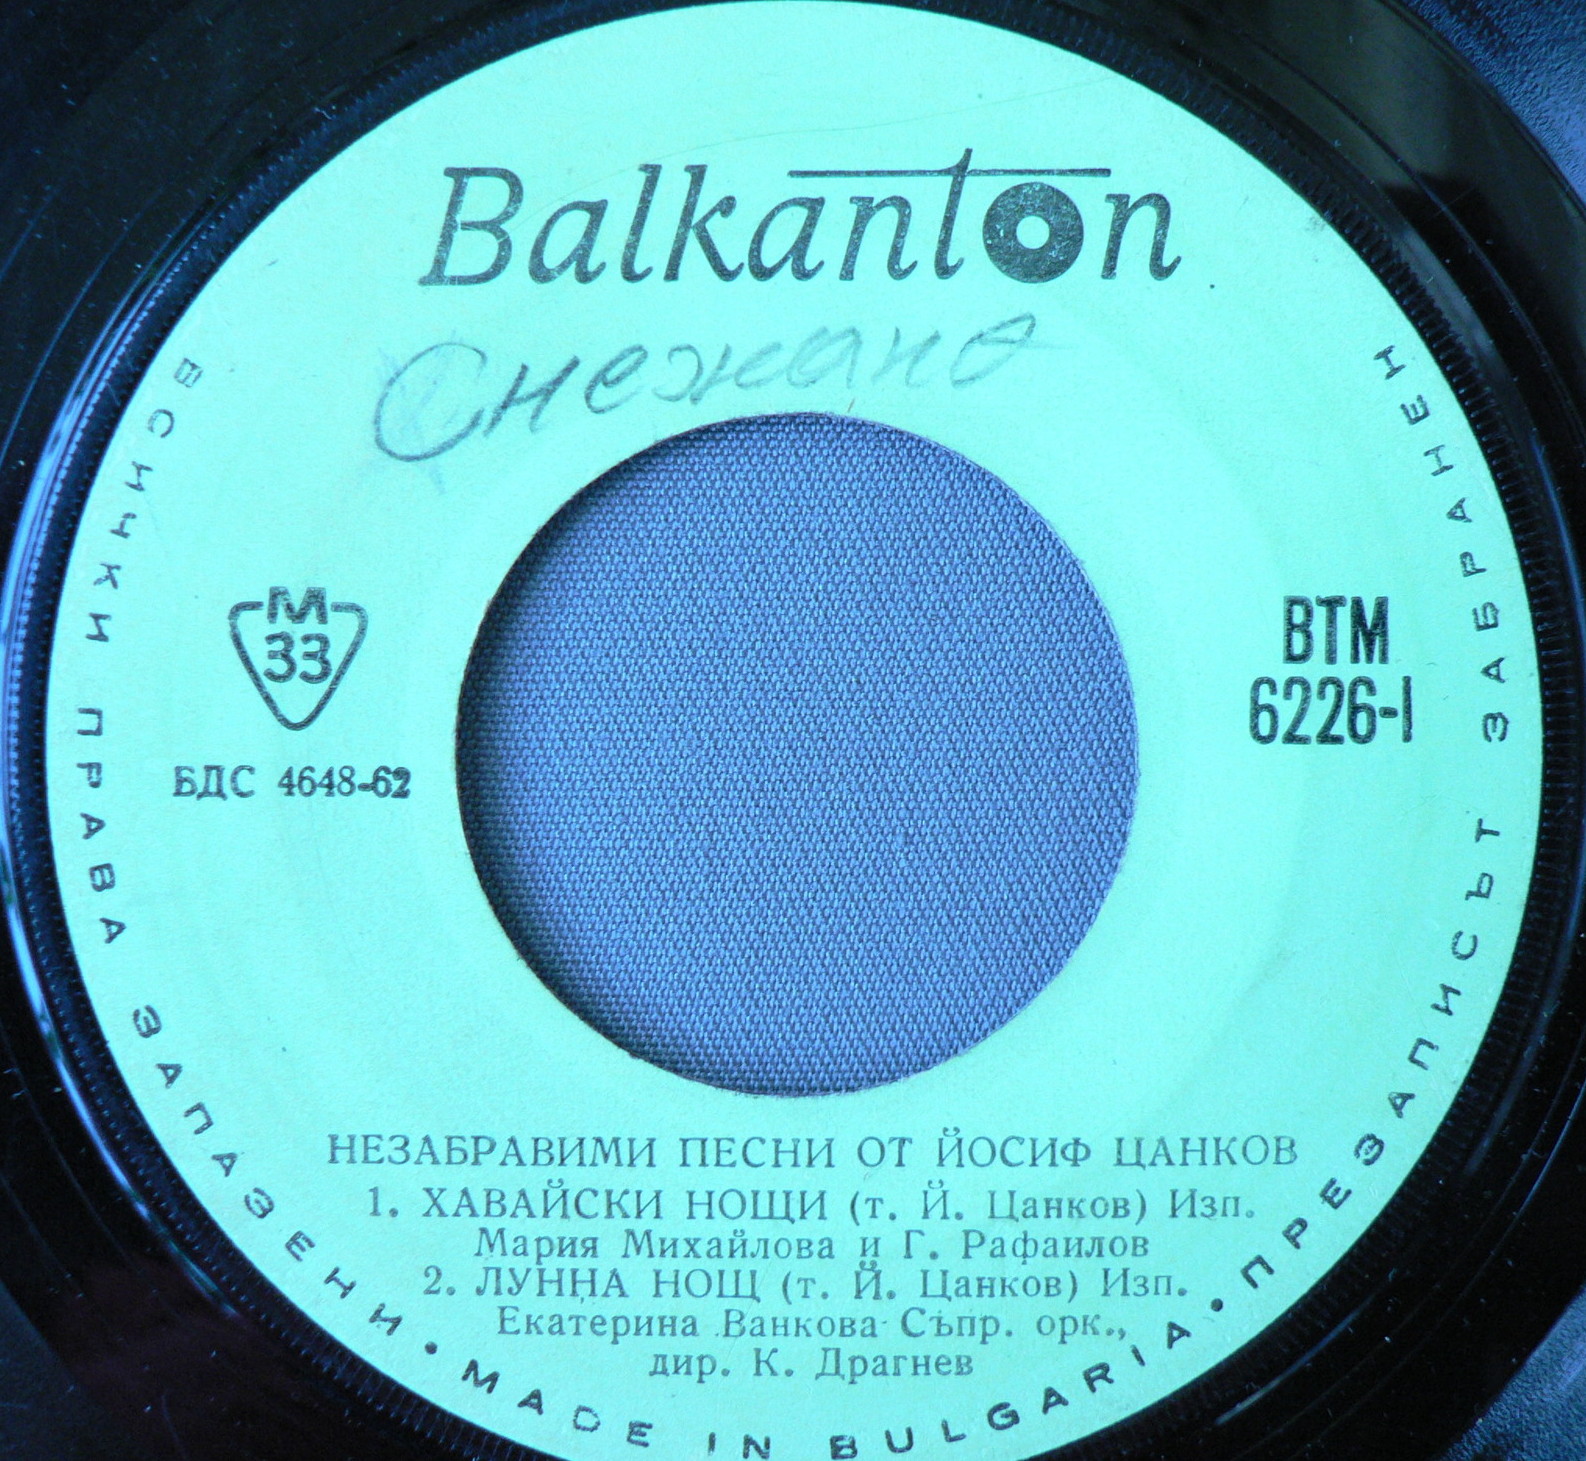 Balkanton
Снежана
М
33
БДС 4648-62
ВТМ
6226-I
НЕЗАБРАВИМИ ПЕСНИ ОТ ЙОСИФ ЦАНКОВ
1. ХАВАЙСКИ НОЩИ (т. Й. Цанков) Изп.
Мария Михайлова и Г. Рафаилов
2. ЛУННА НОЩ (т. Й. Цанков) Изп.
Екатерина Ванкова Съпр. орк.,
дир. К. Драгнев
ВСИЧКИ ПРАВА ЗАПАЗЕНИ • MADE IN BULGARIA • ПРЕЗАПИСЪТ ЗАБРАНЕН